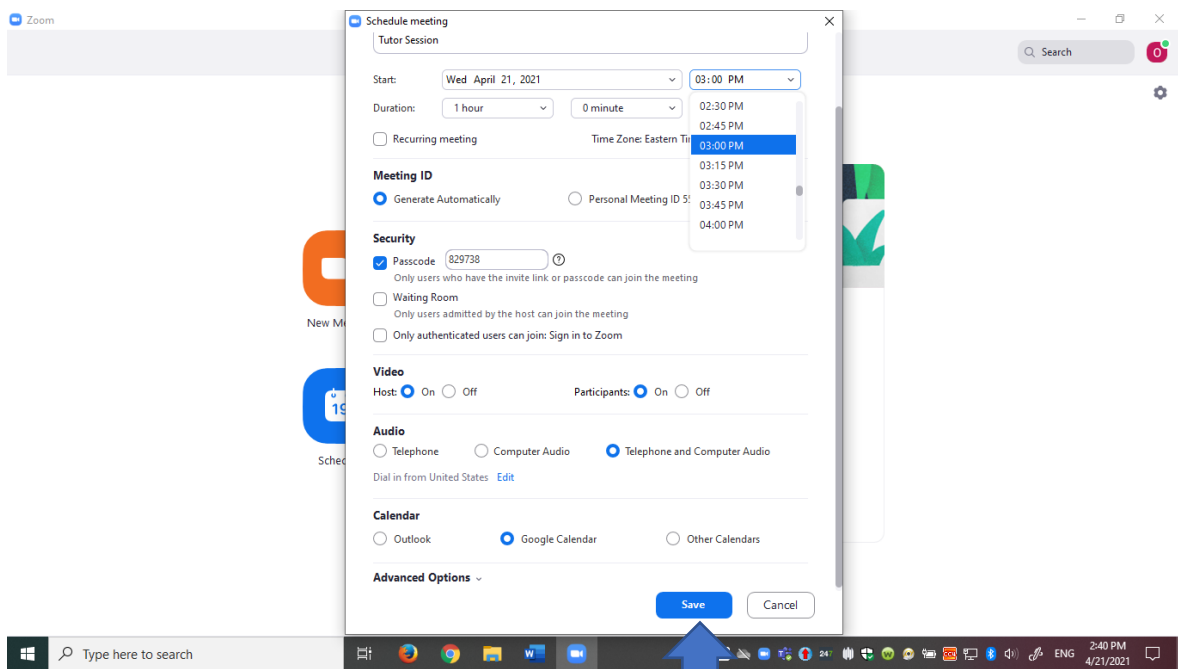 Zoom
Schedule meeting
Search
O
Tutor Session
Start: Wed April 21, 2021 03:00 PM
Duration: 1 hour 0 minute
02:30 PM
02:45 PM
03:00 PM
03:15 PM
03:30 PM
03:45 PM
04:00 PM
Recurring meeting Time Zone: Eastern
Meeting ID
Generate Automatically Personal Meeting ID
Security
Passcode 829738
Only users who have the invite link or passcode can join the meeting
Waiting Room
Only users admitted by the host can join the meeting
Only authenticated users can join: Sign in to Zoom
New
Video
Host: On Off Participants: On Off
19
Audio
Telephone Computer Audio Telephone and Computer Audio
Sched
Dial in from United States Edit
Calendar
Outlook Google Calendar Other Calendars
Advanced Options
Save Cancel
Type here to search
W
247
ENG
2:40 PM
4/21/2021